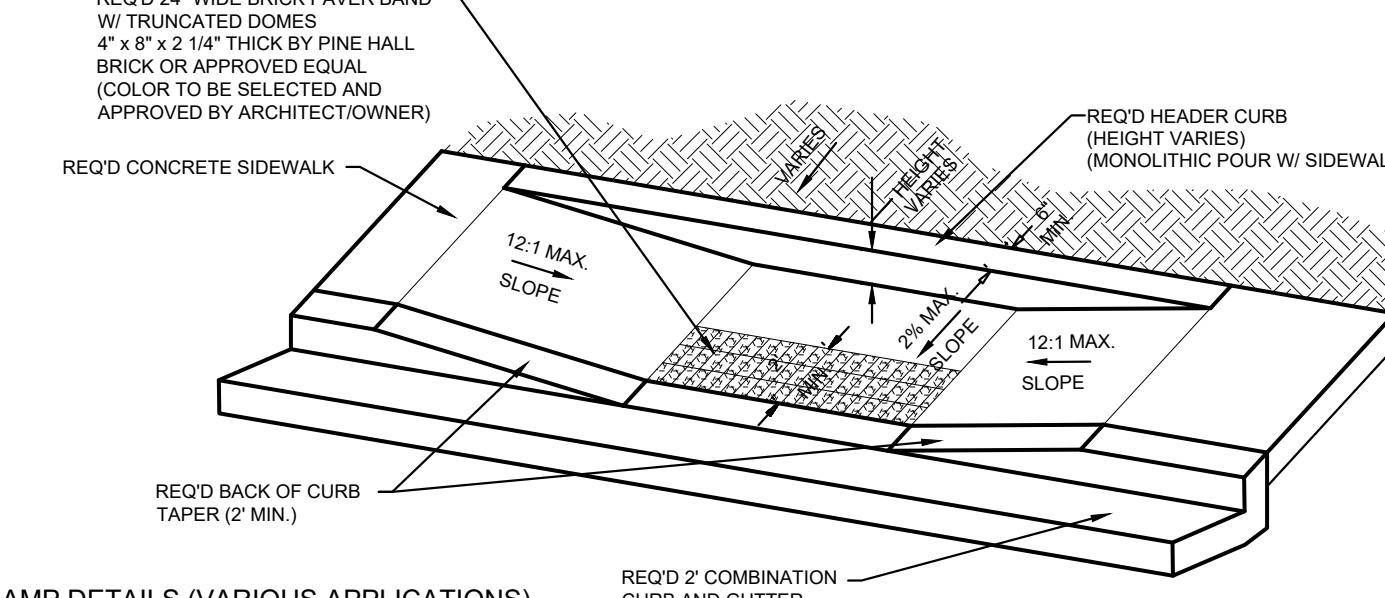 REQ'D 24" WIDE BRICK PAVER BAND
W/ TRUNCATED DOMES
4" x 8" x 2 1/4" THICK BY PINE HALL
BRICK OR APPROVED EQUAL
(COLOR TO BE SELECTED AND
APPROVED BY ARCHITECT/OWNER)
REQ'D CONCRETE SIDEWALK
VARIES
HEIGHT
VARIES
REQ'D HEADER CURB
(HEIGHT VARIES)
(MONOLITHIC POUR W/ SIDEWAL
6"
MIN.
12:1 MAX.
SLOPE
2% MAX.
SLOPE
12:1 MAX.
SLOPE
2'
MIN
REQ'D BACK OF CURB
TAPER (2' MIN.)
REQ'D 2' COMBINATION
CURB AND GUTTER
AMP DETAILS (VARIOUS APPLICATIONS)